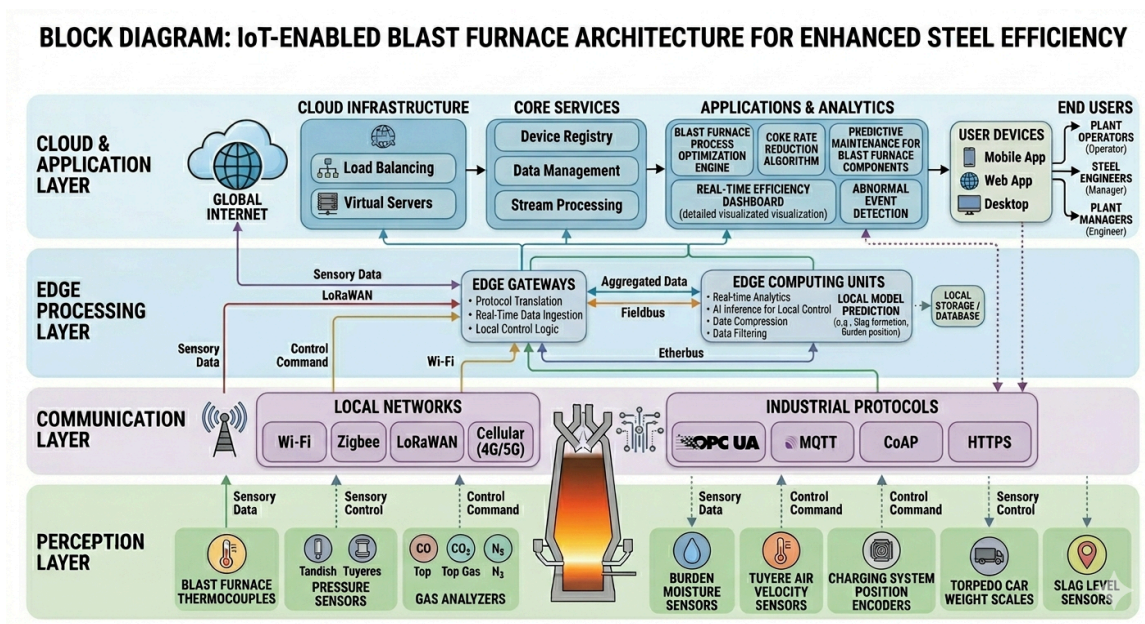 BLOCK DIAGRAM: IoT-ENABLED BLAST FURNACE ARCHITECTURE FOR ENHANCED STEEL EFFICIENCY
CLOUD & APPLICATION LAYER
GLOBAL INTERNET
CLOUD INFRASTRUCTURE
Load Balancing
Virtual Servers
CORE SERVICES
Device Registry
Data Management
Stream Processing
APPLICATIONS & ANALYTICS
BLAST FURNACE PROCESS OPTIMIZATION ENGINE
COKE RATE REDUCTION ALGORITHM
PREDICTIVE MAINTENANCE FOR BLAST FURNACE COMPONENTS
REAL-TIME EFFICIENCY DASHBOARD
(detailed visualizated visualization)
ABNORMAL EVENT DETECTION
USER DEVICES
Mobile App
Web App
Desktop
END USERS
PLANT OPERATORS
(Operator)
STEEL ENGINEERS
(Manager)
PLANT MANAGERS
(Engineer)
EDGE PROCESSING LAYER
Sensory Data
LoRaWAN
Sensory Data
Control Command
Wi-Fi
EDGE GATEWAYS
• Protocol Translation
• Real-Time Data Ingestion
• Local Control Logic
Aggregated Data
Fieldbus
Etherbus
EDGE COMPUTING UNITS
• Real-time Analytics
• AI inference for Local Control
• Date Compression
• Data Filtering
LOCAL MODEL PREDICTION
(o,q , Slag formetion, 6urden position)
LOCAL STORAGE / DATABASE
COMMUNICATION LAYER
LOCAL NETWORKS
Wi-Fi
Zigbee
LoRaWAN
Cellular (4G/5G)
INDUSTRIAL PROTOCOLS
OPC UA
MQTT
CoAP
HTTPS
PERCEPTION LAYER
Sensory Data
Sensory Control
Control Command
Sensory Data
Control Command
Control Command
Sensory Control
BLAST FURNACE THERMOCOUPLES
Tandish Tuyeres
PRESSURE SENSORS
CO CO₂ N₅
Top Top Gas N₃
GAS ANALYZERS
BURDEN MOISTURE SENSORS
TUYERE AIR VELOCITY SENSORS
CHARGING SYSTEM POSITION ENCODERS
TORPEDO CAR WEIGHT SCALES
SLAG LEVEL SENSORS